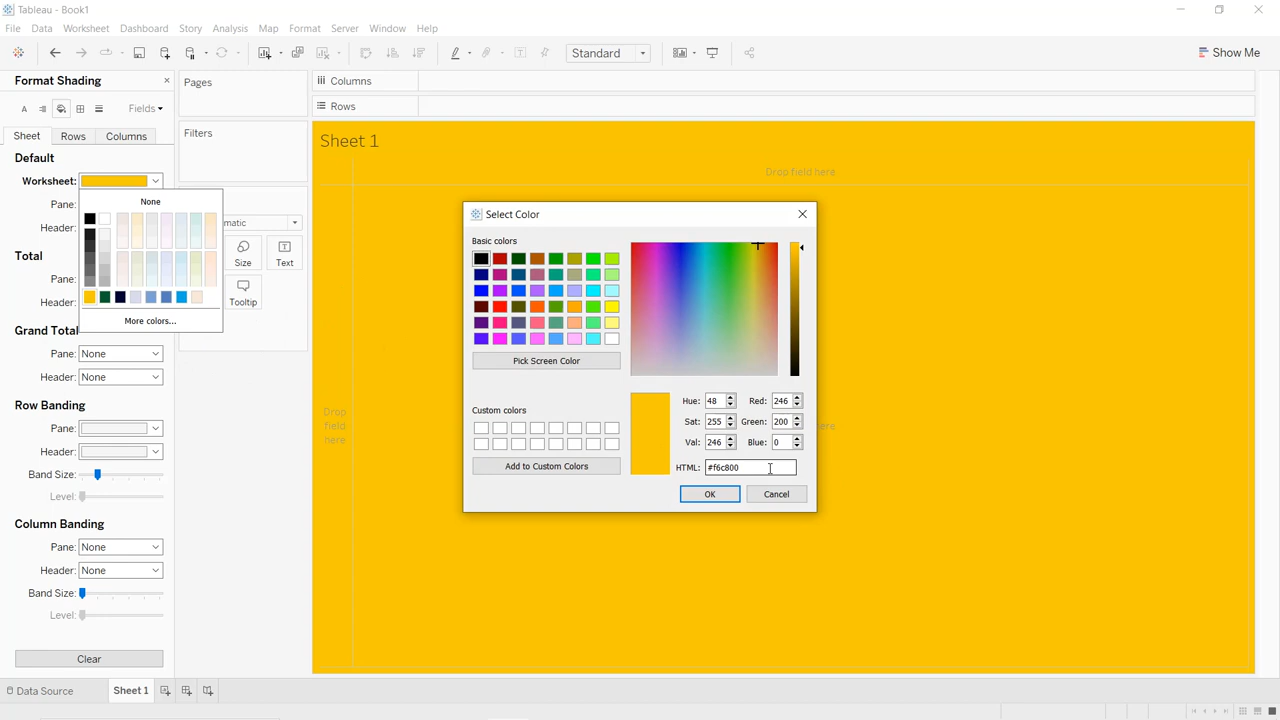 Tableau - Book1
File Data Worksheet Dashboard Story Analysis Map Format Server Window Help
Standard
Show Me
Format Shading
Fields
Sheet Rows Columns
Default
Worksheet:
Pane:
Header:
Total
Pane:
Header:
Grand Total
Pane: None
Header: None
Row Banding
Pane:
Header:
Band Size:
Level:
Column Banding
Pane: None
Header: None
Band Size:
Level:
Clear
None
More colors...
Pages
Filters
matic
Size
Text
Tooltip
Columns
Rows
Sheet 1
Drop field here
Drop
field
here
ere
Select Color
Basic colors
Pick Screen Color
Custom colors
Add to Custom Colors
Hue: 48 Red: 246
Sat: 255 Green: 200
Val: 246 Blue: 0
HTML: #f6c800
OK Cancel
Data Source Sheet 1